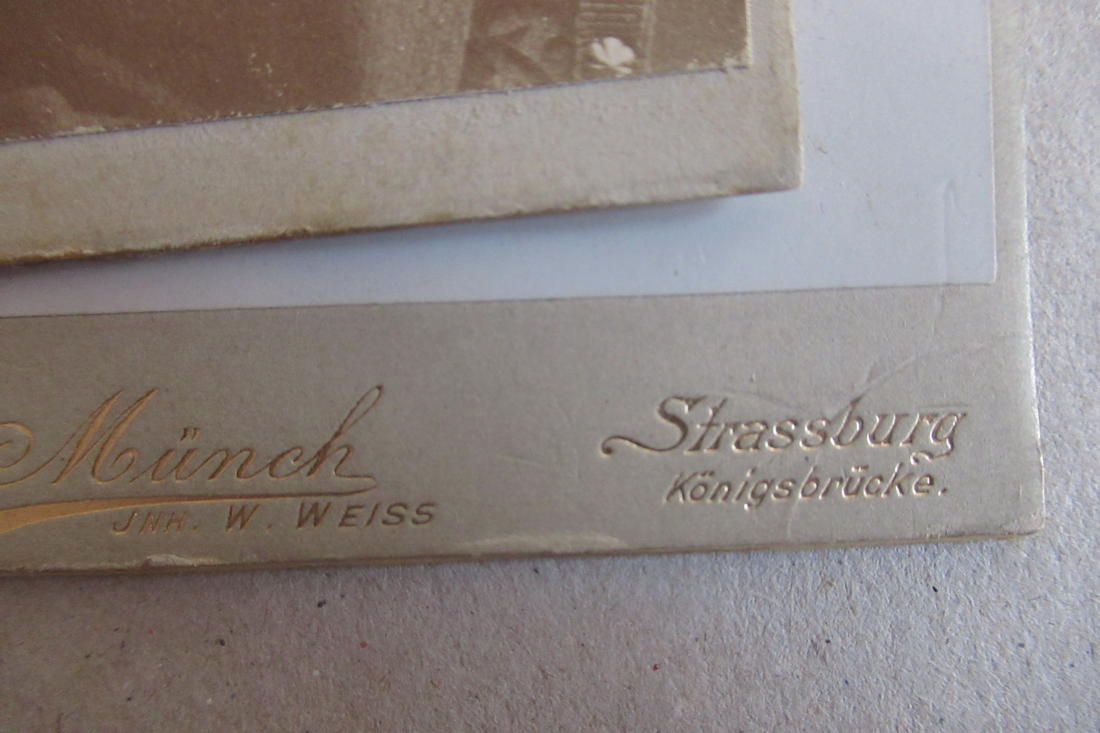 Münch
JNH. W. WEISS
Strassburg
Königsbrücke.